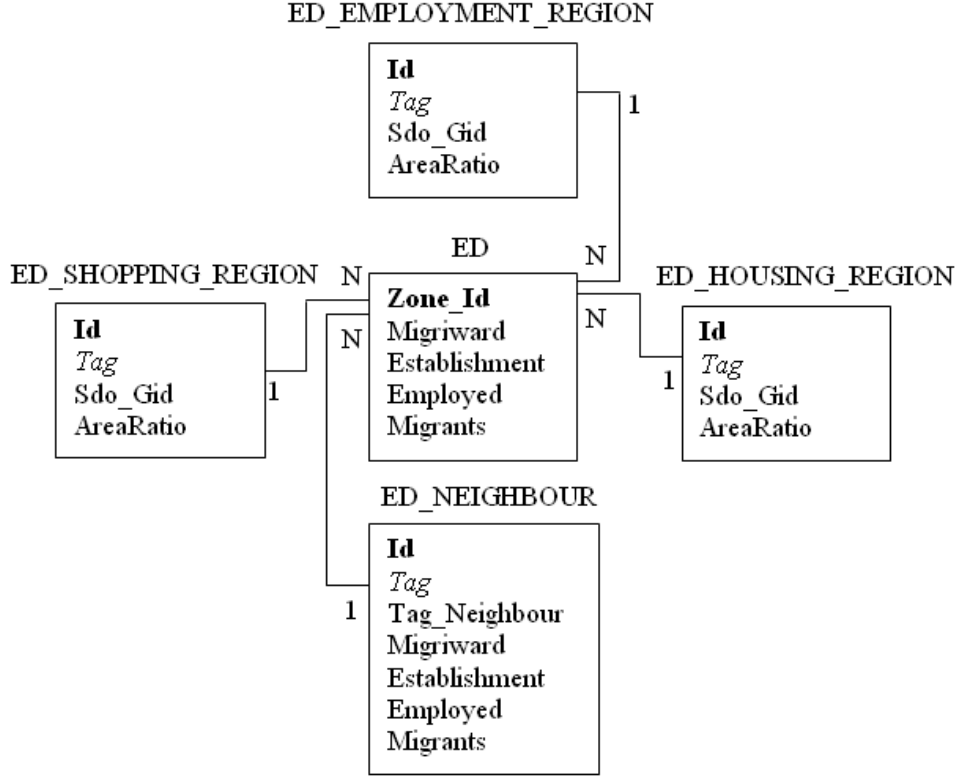 ED_EMPLOYMENT_REGION
Id
Tag
Sdo_Gid
AreaRatio
1
N
ED
Zone_Id
Migriward
Establishment
Employed
Migrants
N
N
N
ED_SHOPPING_REGION
Id
Tag
Sdo_Gid
AreaRatio
1
ED_HOUSING_REGION
Id
Tag
Sdo_Gid
AreaRatio
1
ED_NEIGHBOUR
Id
Tag
Tag_Neighbour
Migriward
Establishment
Employed
Migrants
1